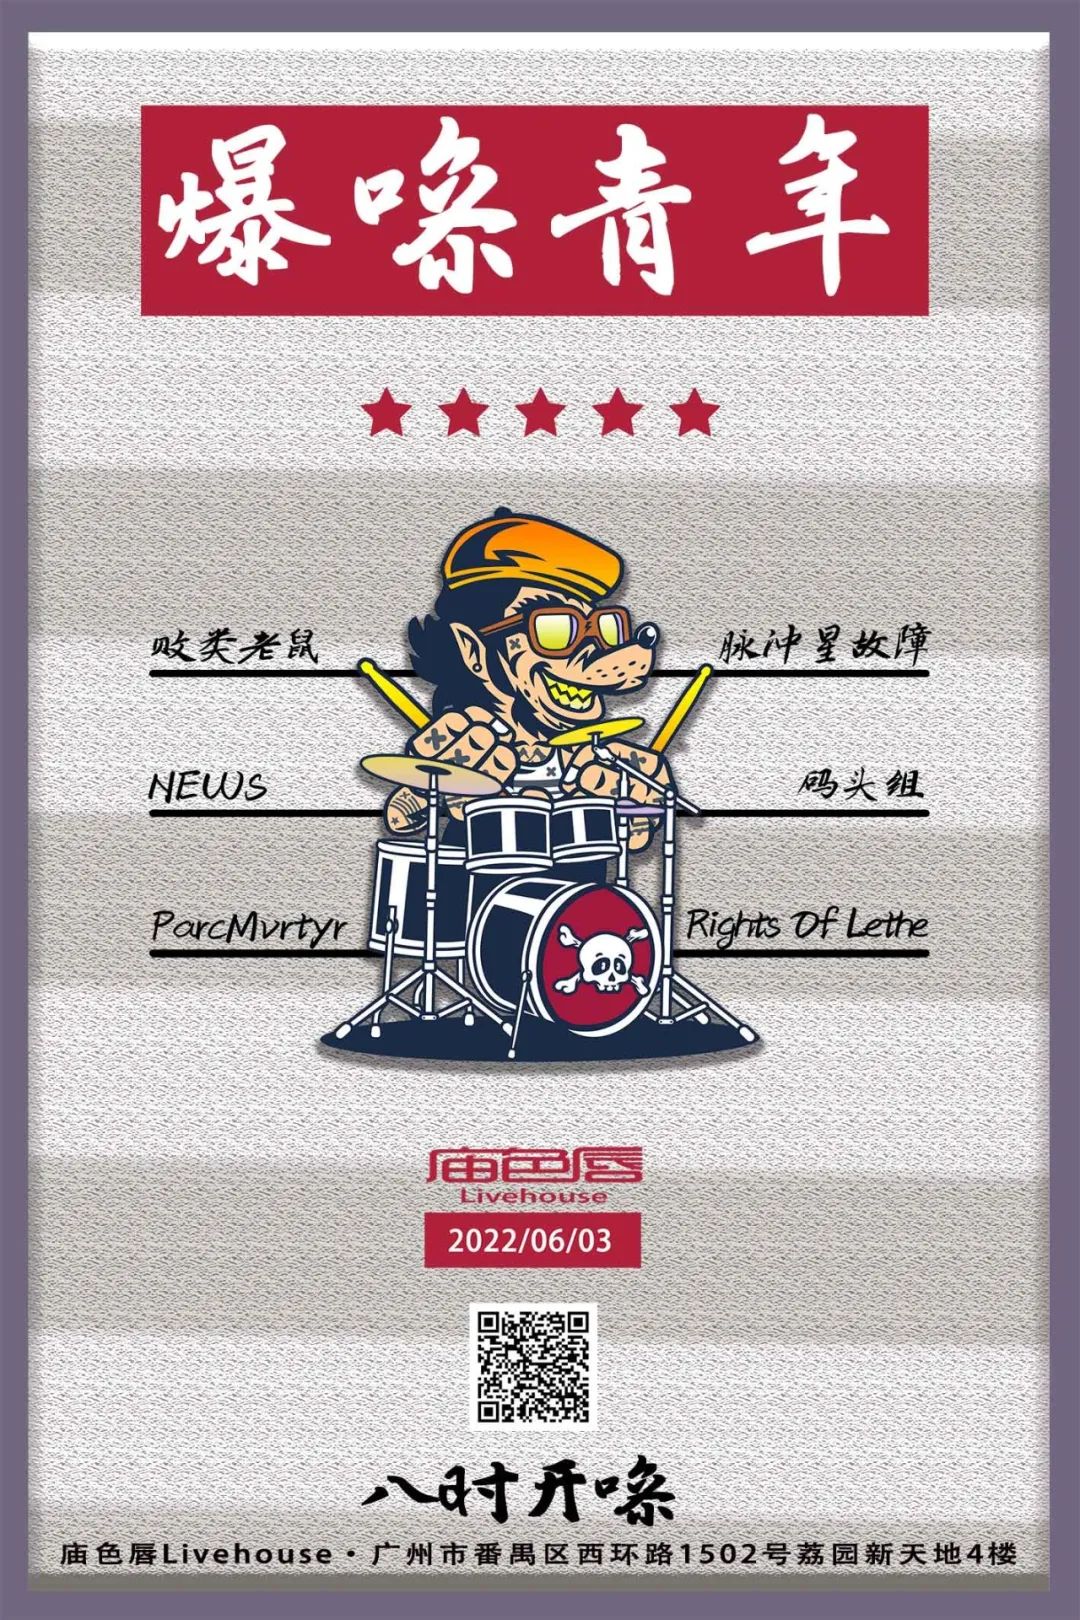 爆嗓青年
败类老鼠
脉冲星故障
NEWS
码头组
ParcMvrtyr
Rights Of Lethe
庙色唇
Livehouse
2022/06/03
八时开嗓
庙色唇Livehouse·广州市番禺区西环路1502号荔园新天地4楼